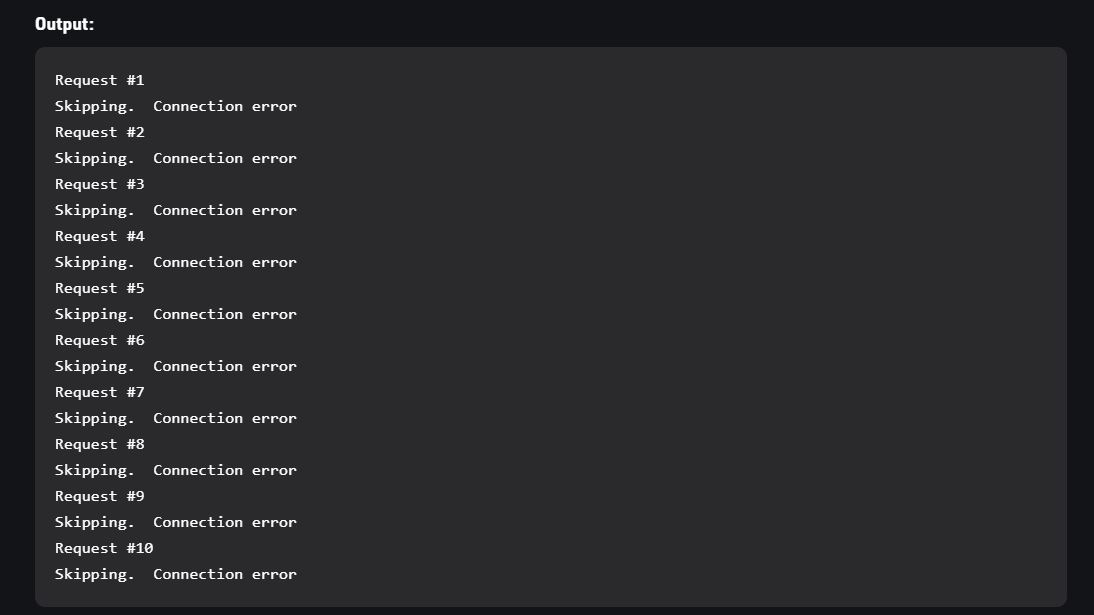 Output:
Request #1
Skipping.  Connection error
Request #2
Skipping.  Connection error
Request #3
Skipping.  Connection error
Request #4
Skipping.  Connection error
Request #5
Skipping.  Connection error
Request #6
Skipping.  Connection error
Request #7
Skipping.  Connection error
Request #8
Skipping.  Connection error
Request #9
Skipping.  Connection error
Request #10
Skipping.  Connection error